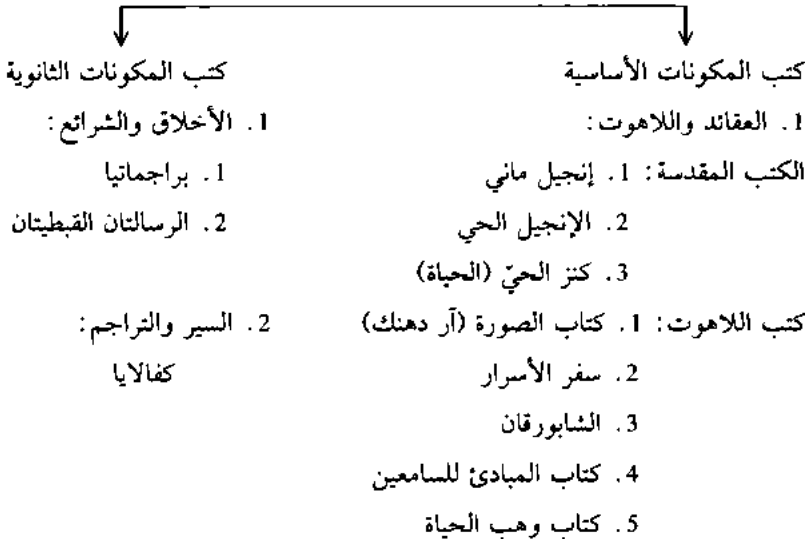 كتب المكونات الأساسية
1. العقائد واللاهوت:
الكتب المقدسة: 1. إنجيل ماني
2. الإنجيل الحي
3. كنز الحيّ (الحياة)
كتب اللاهوت: 1. كتاب الصورة (آر دهنك)
2. سفر الأسرار
3. الشابورقان
4. كتاب المبادئ للسامعين
5. كتاب وهب الحياة
كتب المكونات الثانوية
1. الأخلاق والشرائع:
1. براجماتيا
2. الرسالتان القبطيتان
2. السير والتراجم:
كفالايا